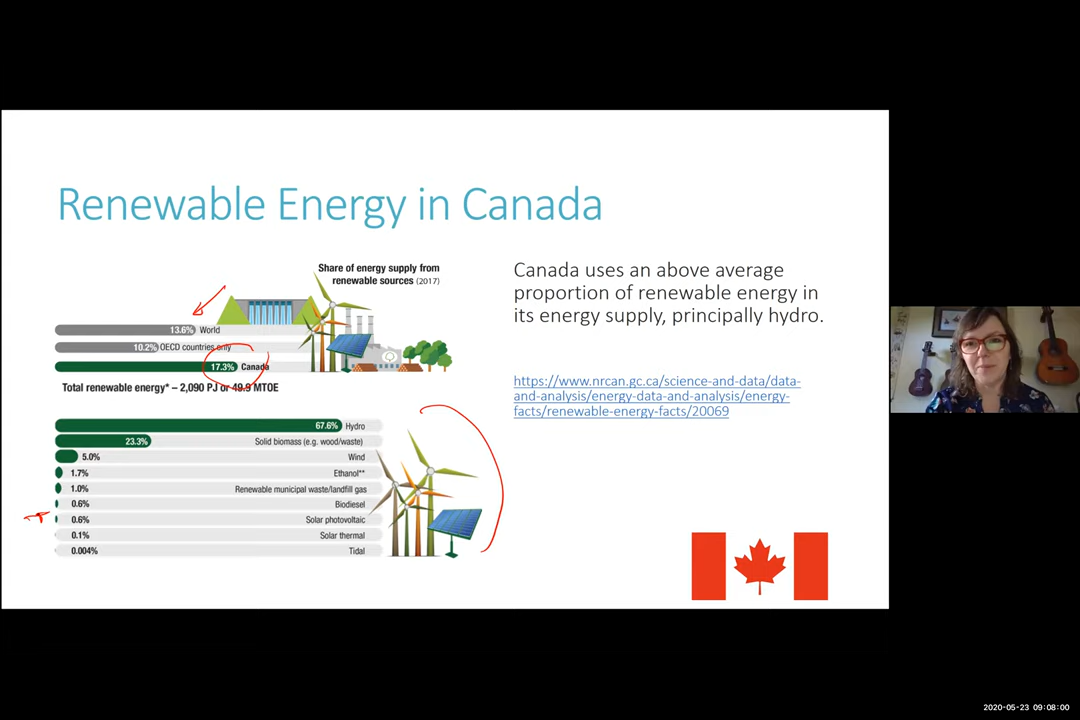 Renewable Energy in Canada
Share of energy supply from
renewable sources (2017)
13.6% World
10.2% OECD countries only
17.3% Canada
Total renewable energy* – 2,090 PJ or 49.9 MTOE
67.6% Hydro
23.3% Solid biomass (e.g. wood/waste)
5.0% Wind
1.7% Ethanol**
1.0% Renewable municipal waste/landfill gas
0.6% Biodiesel
0.6% Solar photovoltaic
0.1% Solar thermal
0.004% Tidal
Canada uses an above average
proportion of renewable energy in
its energy supply, principally hydro.
https://www.nrcan.gc.ca/science-and-data/data-
and-analysis/energy-data-and-analysis/energy-
facts/renewable-energy-facts/20069
2020-05-23 09:08:00